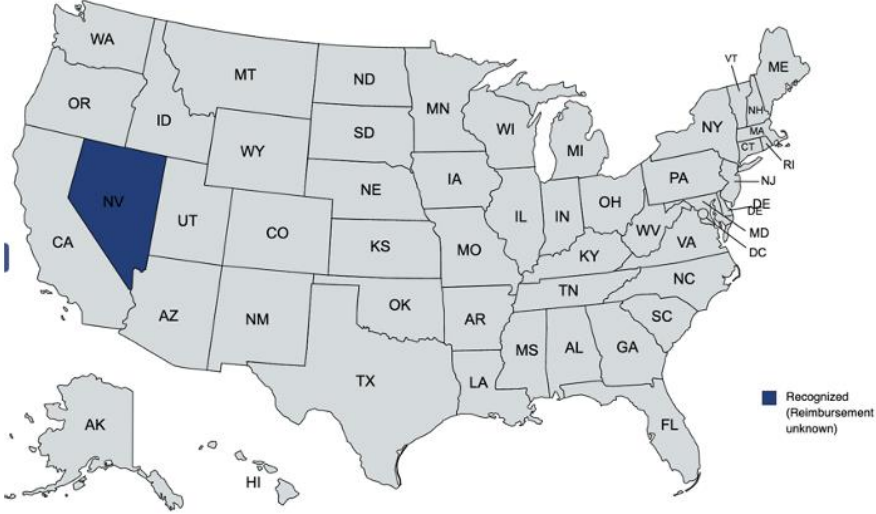 WA
MT
ND
MN
VT
ME
OR
ID
SD
WI
NH
NY
MA
WY
MI
CT
RI
IA
PA
NJ
NE
NV
OH
DE
DE
UT
IL
IN
CO
WV
MD
CA
KS
MO
VA
KY
DC
NC
TN
OK
AZ
NM
AR
SC
MS
AL
GA
TX
LA
FL
AK
HI
Recognized
(Reimbursement
unknown)